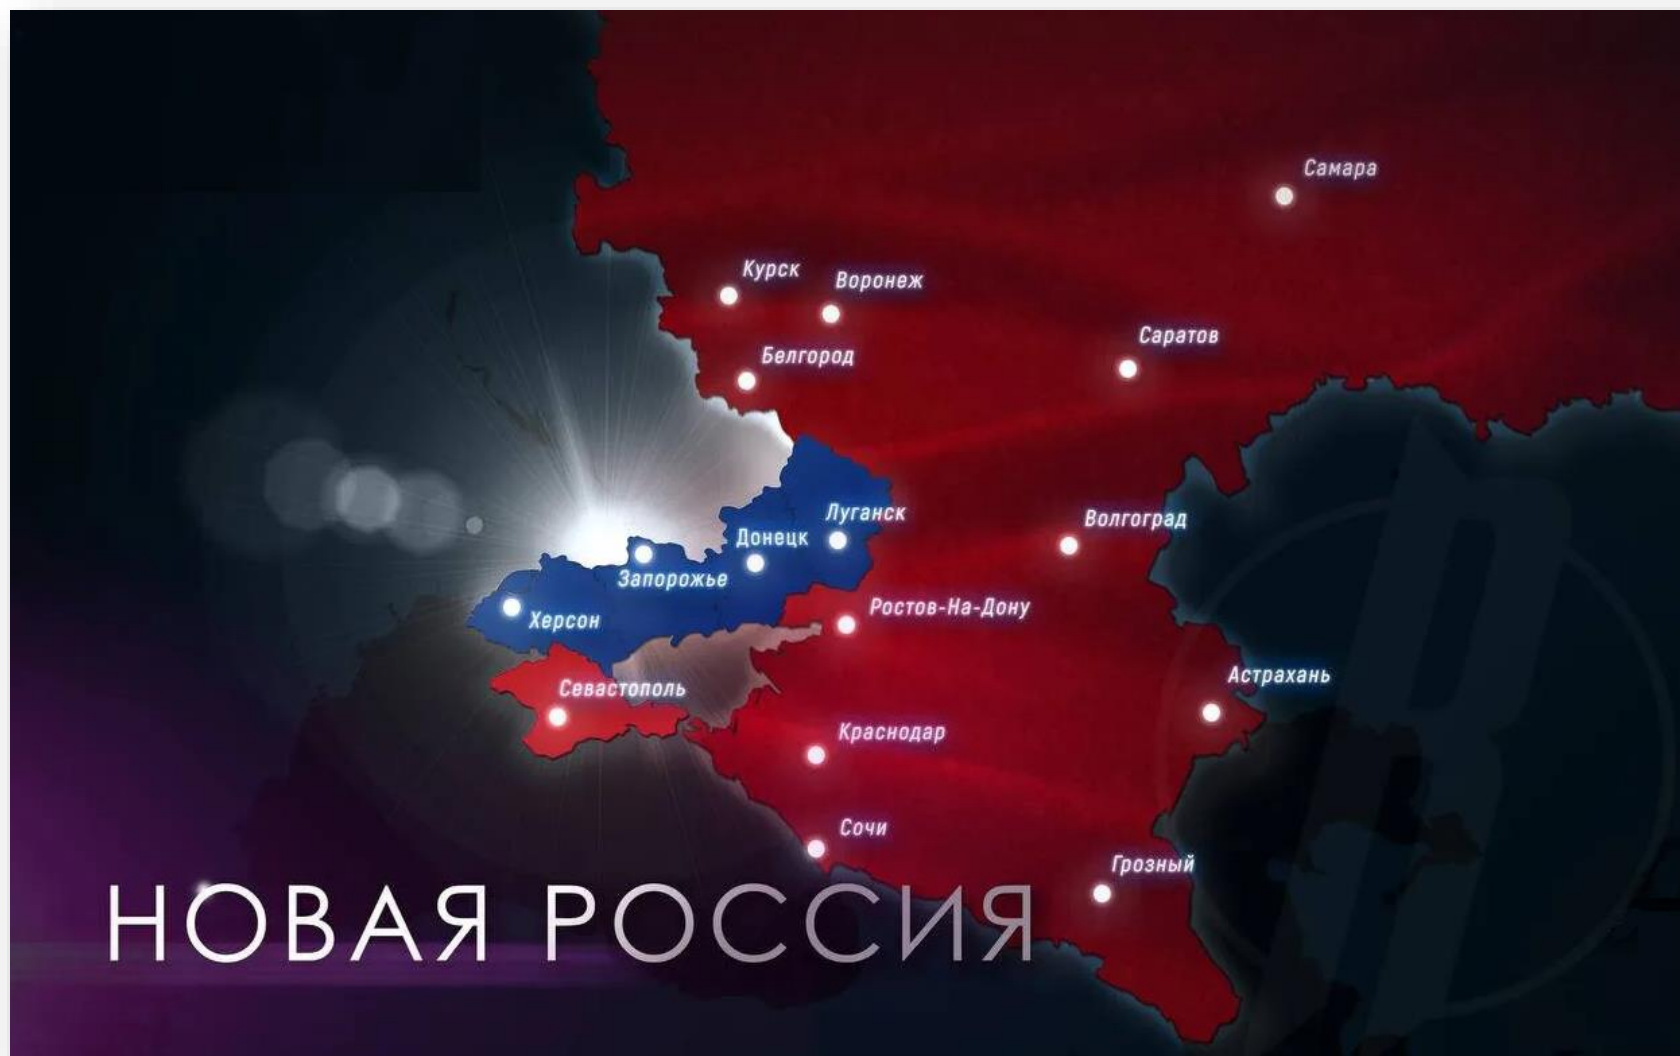 Самара
Курск
Воронеж
Саратов
Белгород
Луганск
Волгоград
Донецк
Запорожье
Ростов-На-Дону
Херсон
Астрахань
Севастополь
Краснодар
Сочи
Грозный
НОВАЯ РОССИЯ